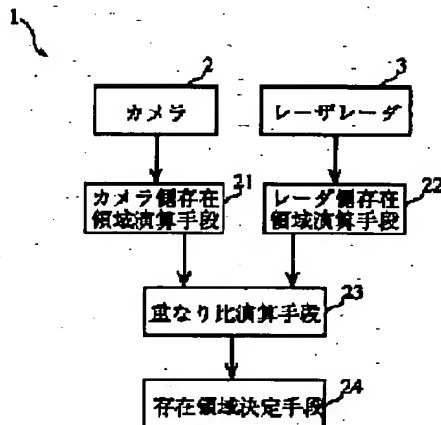 1
2
3
カメラ
レーザレーダ
21
22
カメラ側存在
領域演算手段
レーダ側存在
領域演算手段
23
重なり比演算手段
24
存在領域決定手段